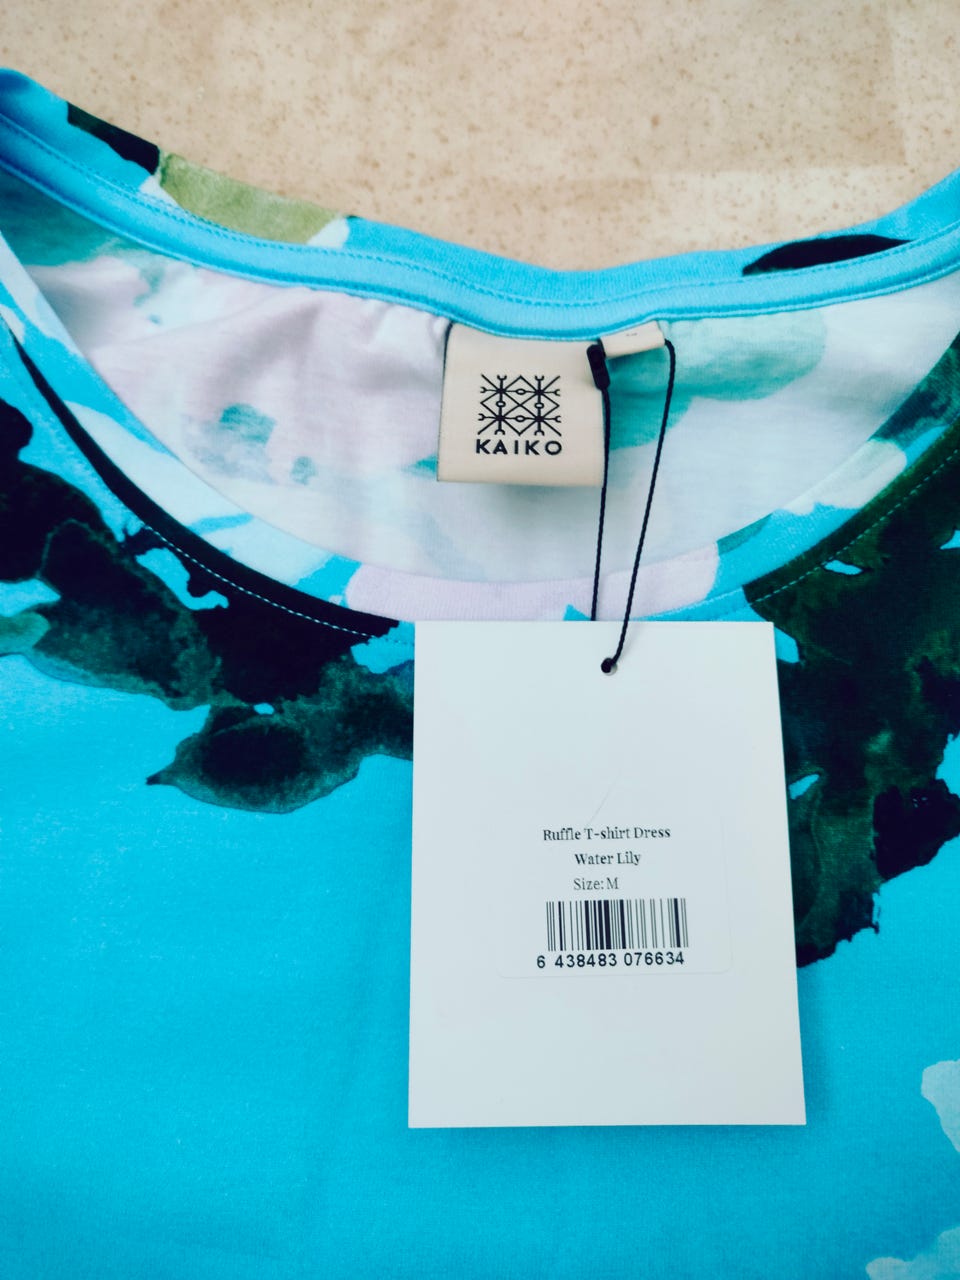 KAIKO
Ruffle T-shirt Dress
Water Lily
Size: M
6 438483 076634